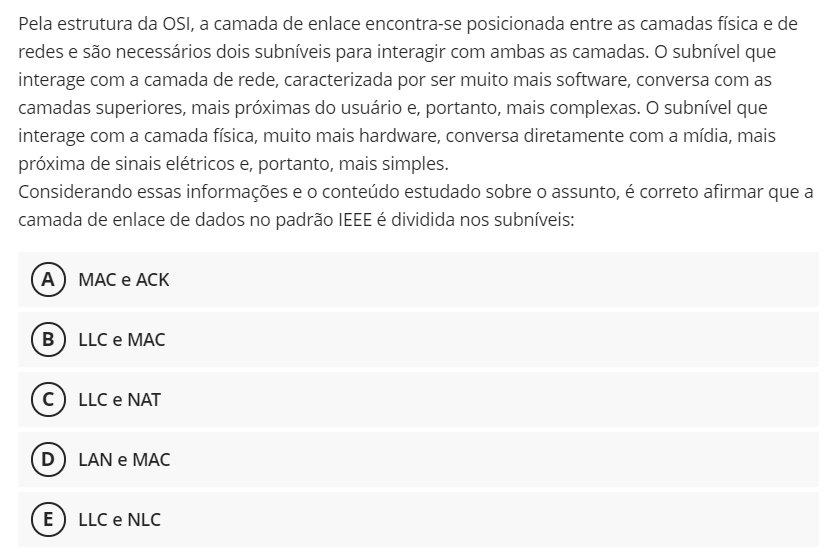 Pela estrutura da OSI, a camada de enlace encontra-se posicionada entre as camadas física e de
redes e são necessários dois subníveis para interagir com ambas as camadas. O subnível que
interage com a camada de rede, caracterizada por ser muito mais software, conversa com as
camadas superiores, mais próximas do usuário e, portanto, mais complexas. O subnível que
interage com a camada física, muito mais hardware, conversa diretamente com a mídia, mais
próxima de sinais elétricos e, portanto, mais simples.
Considerando essas informações e o conteúdo estudado sobre o assunto, é correto afirmar que a
camada de enlace de dados no padrão IEEE é dividida nos subníveis:
A MAC e ACK
B LLC e MAC
C LLC e NAT
D LAN e MAC
E LLC e NLC